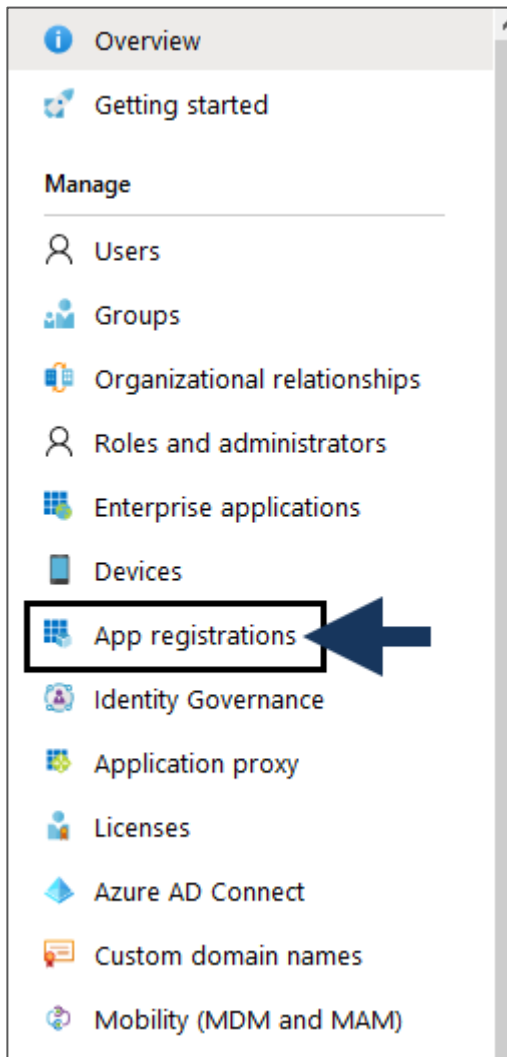 Overview
Getting started
Manage
Users
Groups
Organizational relationships
Roles and administrators
Enterprise applications
Devices
App registrations
Identity Governance
Application proxy
Licenses
Azure AD Connect
Custom domain names
Mobility (MDM and MAM)